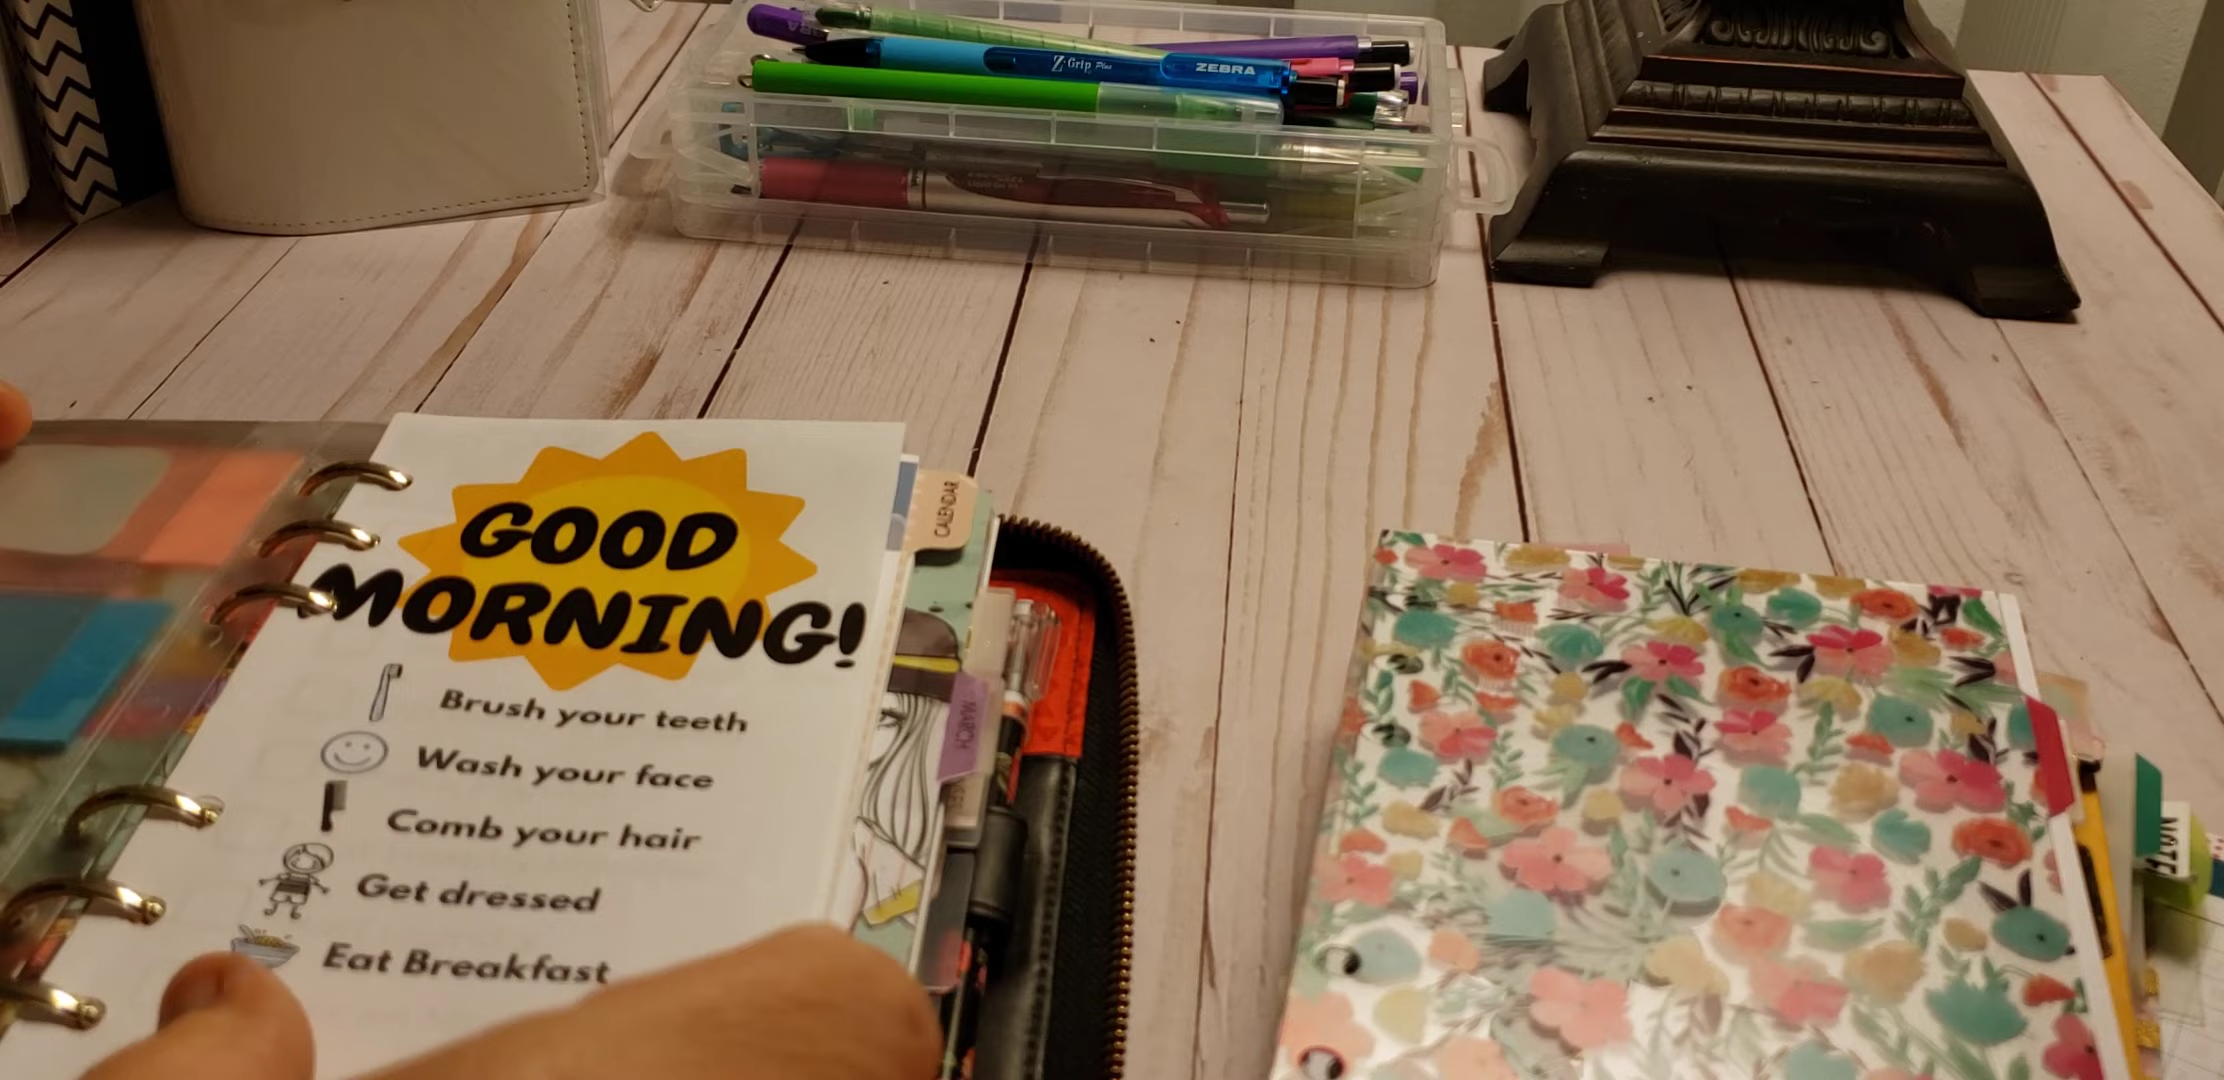 Z-Grip Plus ZEBRA
GOOD
MORNING!
Brush your teeth
Wash your face
Comb your hair
Get dressed
Eat Breakfast
CALENDAR
MARCH